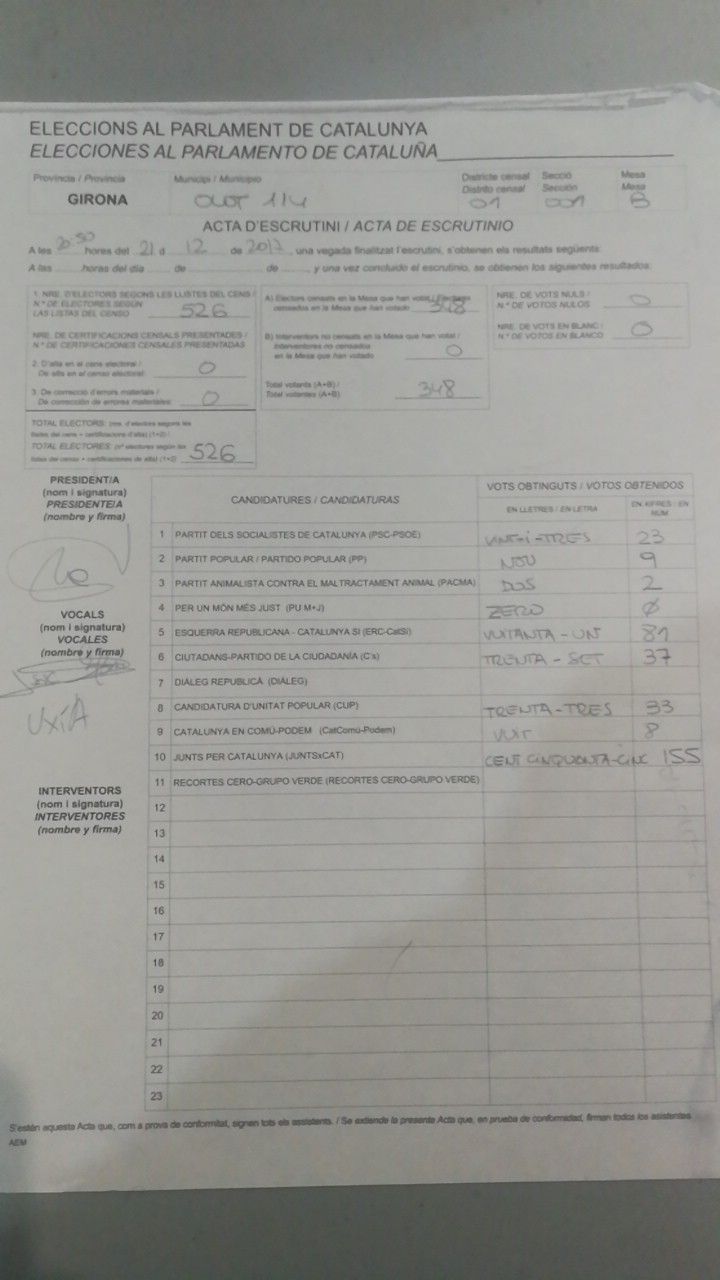 ELECCIONS AL PARLAMENT DE CATALUNYA
ELECCIONES AL PARLAMENTO DE CATALUÑA
Província / Provincia
Municipi / Municipio
Districte censal
Distrito censal
Secció
Sección
Mesa
Mesa
GIRONA
OLOT 114
01
001
B
ACTA D'ESCRUTINI / ACTA DE ESCRUTINIO
A les 20:50 hores del 21 d 12 de 2017, una vegada finalitzat l'escrutini, s'obtenen els resultats següents:
A las horas del día de de , y una vez concluido el escrutinio, se obtienen los siguientes resultados:
1. NRE. D'ELECTORS SEGONS LES LLISTES DEL CENS /
N.º DE ELECTORES SEGÚN
LAS LISTAS DEL CENSO 526
NRE. DE CERTIFICACIONS CENSALS PRESENTADES /
N.º DE CERTIFICACIONES CENSALES PRESENTADAS
2. D'alta en el cens electoral /
De alta en el censo electoral: 0
3. De correcció d'errors materials /
De corrección de errores materiales: 0
TOTAL ELECTORS: (nre. d'electors segons les
llistes del cens + certificacions d'alta) (1+2) /
TOTAL ELECTORES: (nº electores según las
listas del censo + certificaciones de alta) (1+2) 526
A) Electors censats en la Mesa que han votat / Electores
censados en la Mesa que han votado 348
B) Interventors no censats en la Mesa que han votat /
Interventores no censados
en la Mesa que han votado 0
Total votants (A+B) /
Total votantes (A+B) 348
NRE. DE VOTS NULS /
N.º DE VOTOS NULOS 0
NRE. DE VOTS EN BLANC /
N.º DE VOTOS EN BLANCO 0
PRESIDENT/A
(nom i signatura)
PRESIDENTE/A
(nombre y firma)
VOCALS
(nom i signatura)
VOCALES
(nombre y firma)
UXÍA
INTERVENTORS
(nom i signatura)
INTERVENTORES
(nombre y firma)
CANDIDATURES / CANDIDATURAS
VOTS OBTINGUTS / VOTOS OBTENIDOS
EN LLETRES / EN LETRA
EN XIFRES / EN
NUM
1 PARTIT DELS SOCIALISTES DE CATALUNYA (PSC-PSOE) VINT-I-TRES 23
2 PARTIT POPULAR / PARTIDO POPULAR (PP) NOU 9
3 PARTIT ANIMALISTA CONTRA EL MALTRACTAMENT ANIMAL (PACMA) DOS 2
4 PER UN MÓN MÉS JUST (PUM+J) ZERO 0
5 ESQUERRA REPUBLICANA - CATALUNYA SI (ERC-CatSí) VUITANTA-UN 81
6 CIUTADANS-PARTIDO DE LA CIUDADANÍA (C's) TRENTA-SET 37
7 DIÀLEG REPUBLICÀ (DIÀLEG)
8 CANDIDATURA D'UNITAT POPULAR (CUP) TRENTA-TRES 33
9 CATALUNYA EN COMÚ-PODEM (CatComú-Podem) VUIT 8
10 JUNTS PER CATALUNYA (JUNTSxCAT) CENT CINQUANTA-CINC 155
11 RECORTES CERO-GRUPO VERDE (RECORTES CERO-GRUPO VERDE)
12
13
14
15
16
17
18
19
20
21
22
23
S'estén aquesta Acta que, com a prova de conformitat, signen tots els assistents. / Se extiende la presente Acta que, en prueba de conformidad, firman todos los asistentes.
AEM